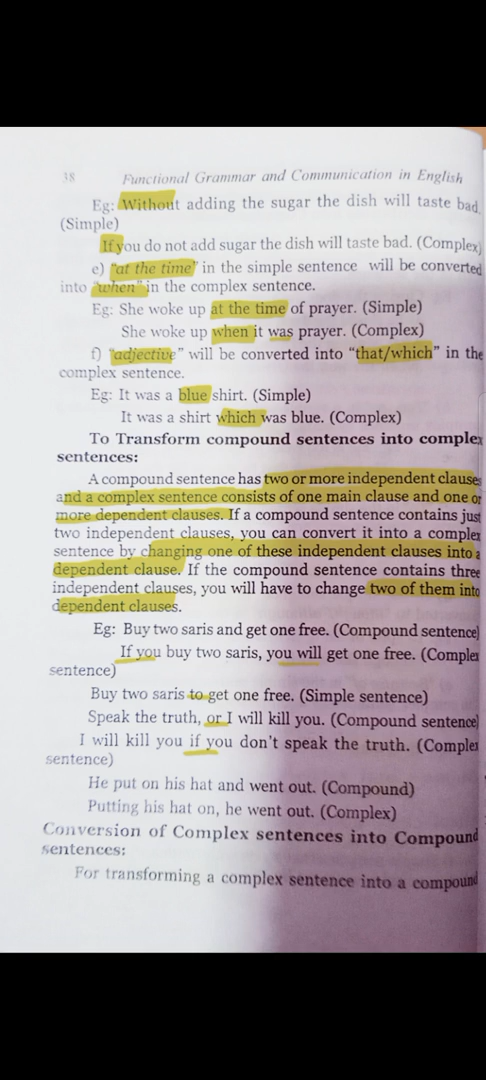 38 Functional Grammar and Communication in English
Eg: Without adding the sugar the dish will taste bad.
(Simple)
If you do not add sugar the dish will taste bad. (Complex)
e) "at the time" in the simple sentence will be converted
into "when" in the complex sentence.
Eg: She woke up at the time of prayer. (Simple)
She woke up when it was prayer. (Complex)
f) "adjective" will be converted into "that/which" in the
complex sentence.
Eg: It was a blue shirt. (Simple)
It was a shirt which was blue. (Complex)
To Transform compound sentences into complex
sentences:
A compound sentence has two or more independent clauses
and a complex sentence consists of one main clause and one or
more dependent clauses. If a compound sentence contains just
two independent clauses, you can convert it into a complex
sentence by changing one of these independent clauses into a
dependent clause. If the compound sentence contains three
independent clauses, you will have to change two of them into
dependent clauses.
Eg: Buy two saris and get one free. (Compound sentence)
If you buy two saris, you will get one free. (Complex
sentence)
Buy two saris to get one free. (Simple sentence)
Speak the truth, or I will kill you. (Compound sentence)
I will kill you if you don't speak the truth. (Complex
sentence)
He put on his hat and went out. (Compound)
Putting his hat on, he went out. (Complex)
Conversion of Complex sentences into Compound
sentences:
For transforming a complex sentence into a compound